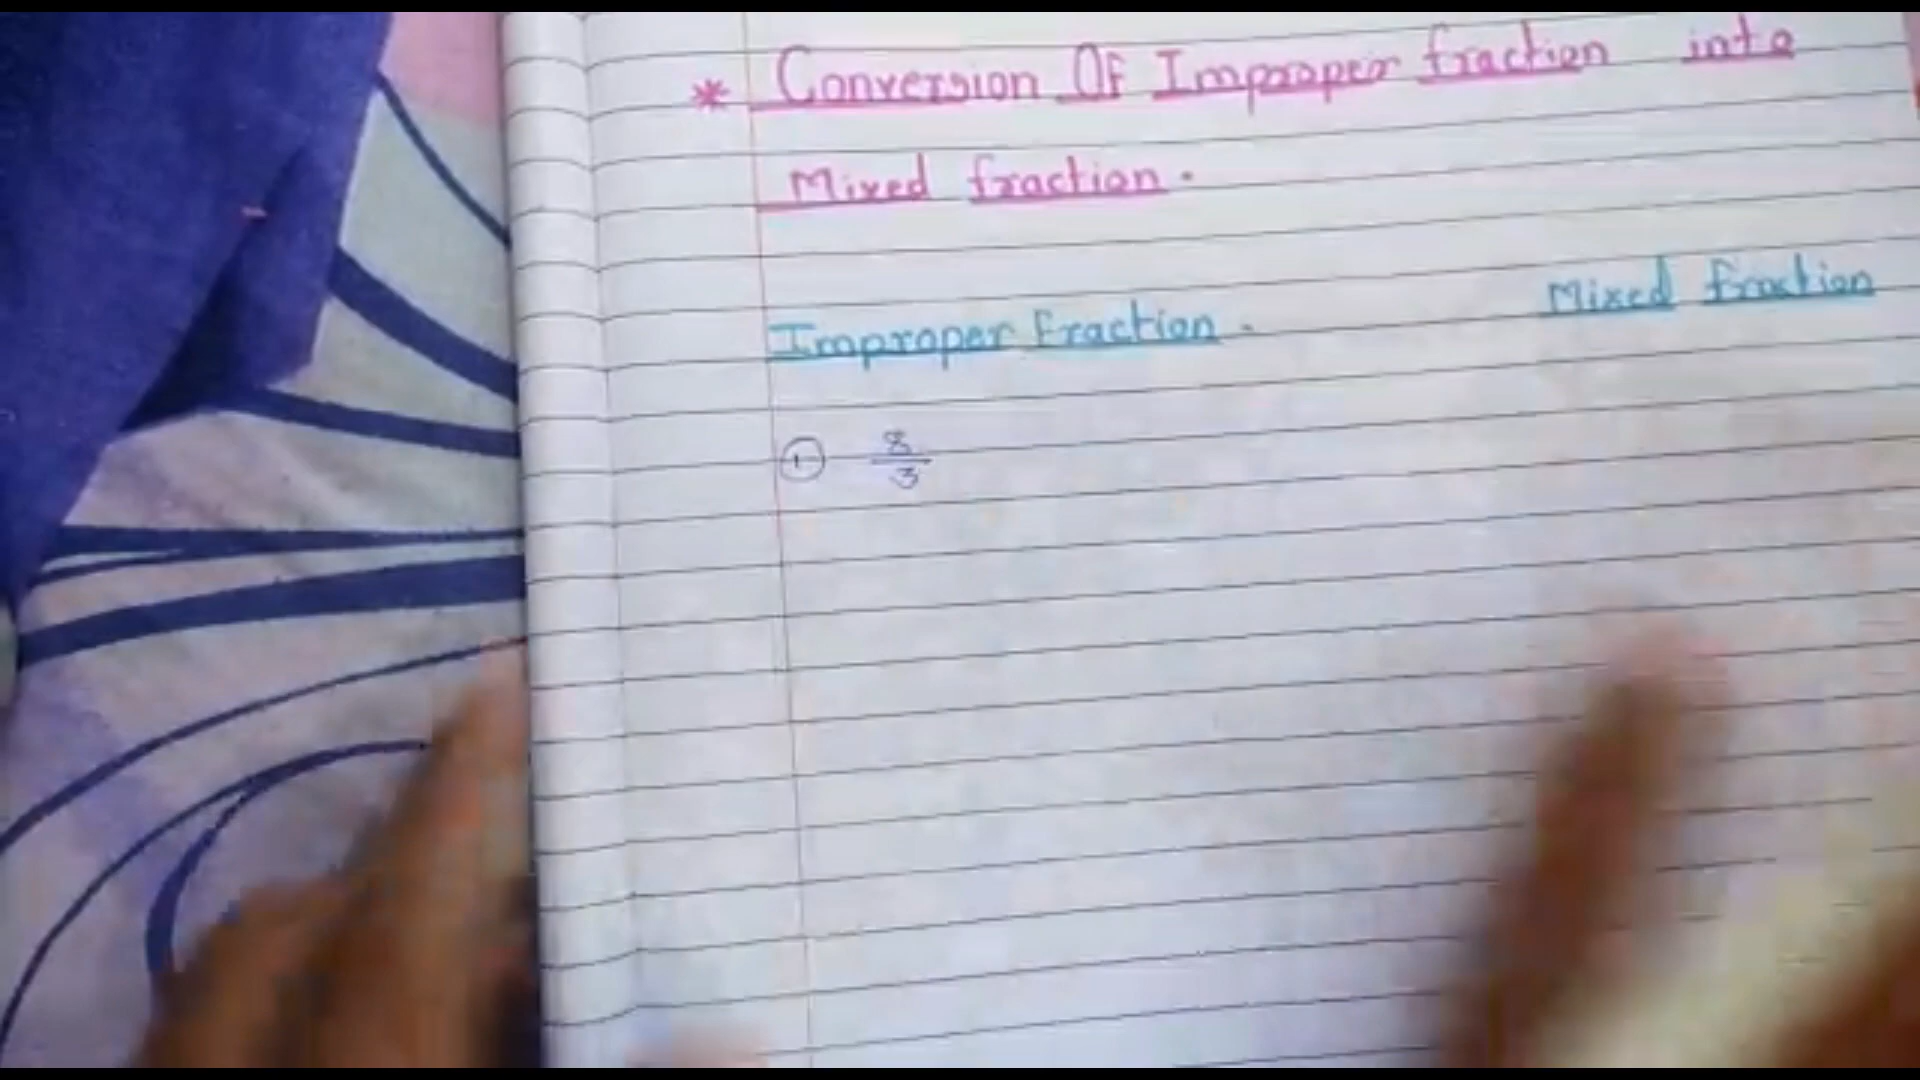 * Conversion Of Improper fraction into
Mixed fraction.
Improper Fraction. Mixed fraction
① 8/3